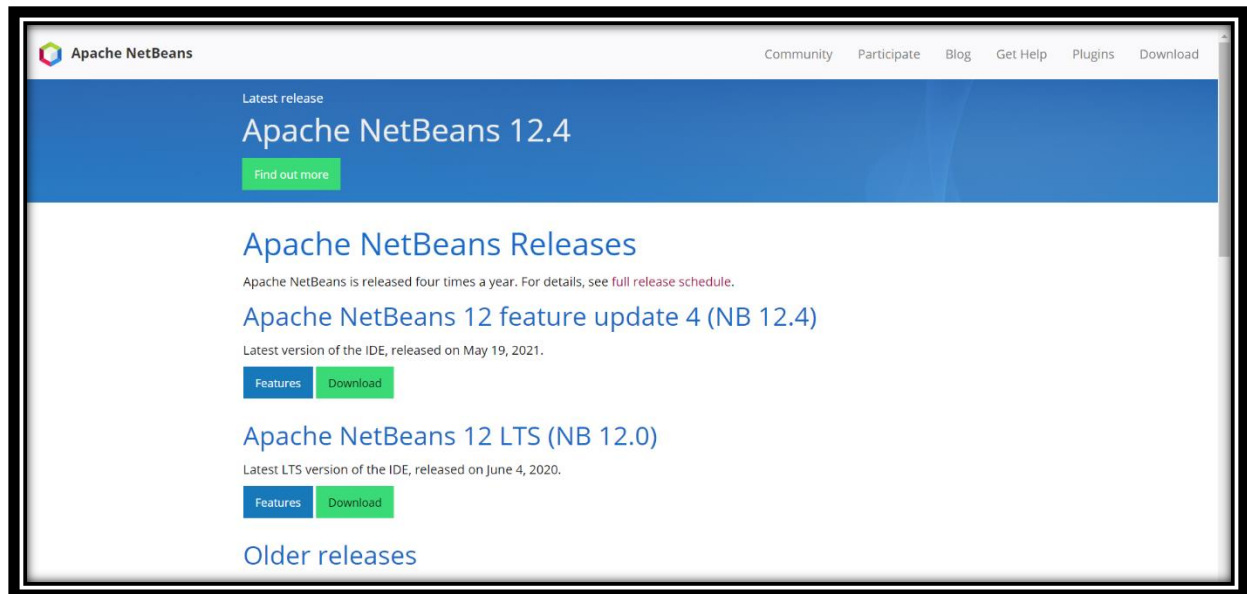 Apache NetBeans
Community Participate Blog Get Help Plugins Download
Latest release
Apache NetBeans 12.4
Find out more
Apache NetBeans Releases
Apache NetBeans is released four times a year. For details, see full release schedule.
Apache NetBeans 12 feature update 4 (NB 12.4)
Latest version of the IDE, released on May 19, 2021.
Features Download
Apache NetBeans 12 LTS (NB 12.0)
Latest LTS version of the IDE, released on June 4, 2020.
Features Download
Older releases